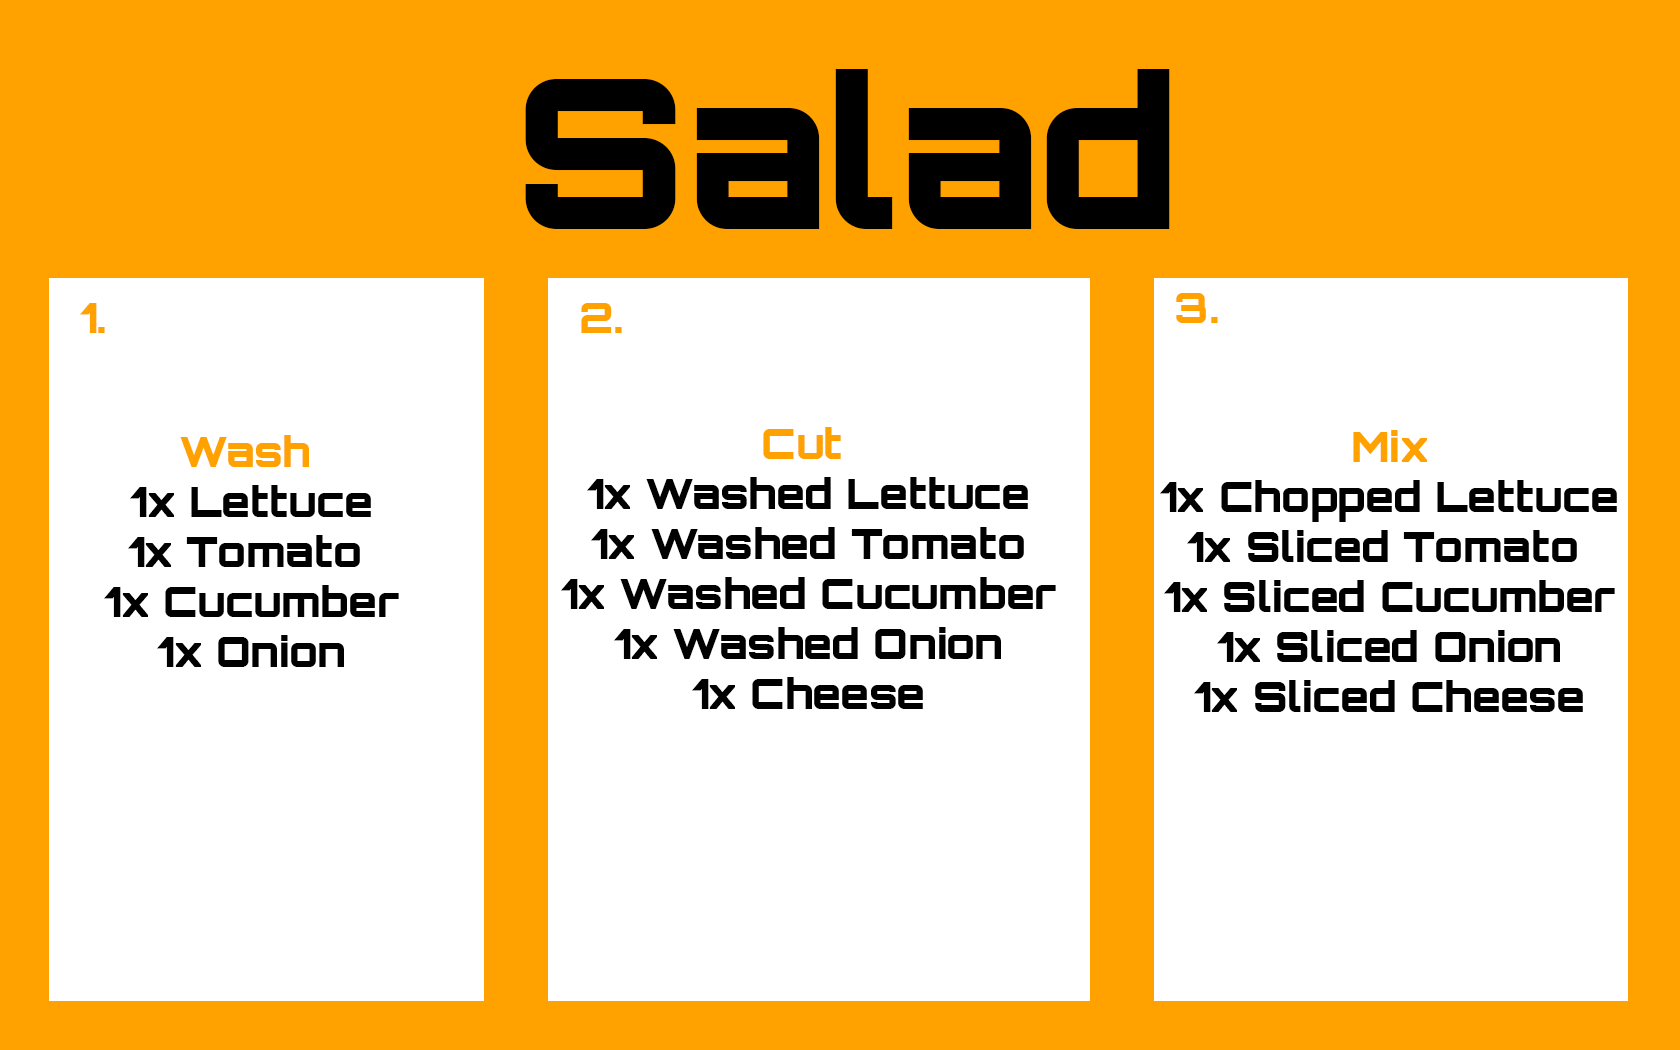 Salad
1.
Wash
1x Lettuce
1x Tomato
1x Cucumber
1x Onion
2.
Cut
1x Washed Lettuce
1x Washed Tomato
1x Washed Cucumber
1x Washed Onion
1x Cheese
3.
Mix
1x Chopped Lettuce
1x Sliced Tomato
1x Sliced Cucumber
1x Sliced Onion
1x Sliced Cheese